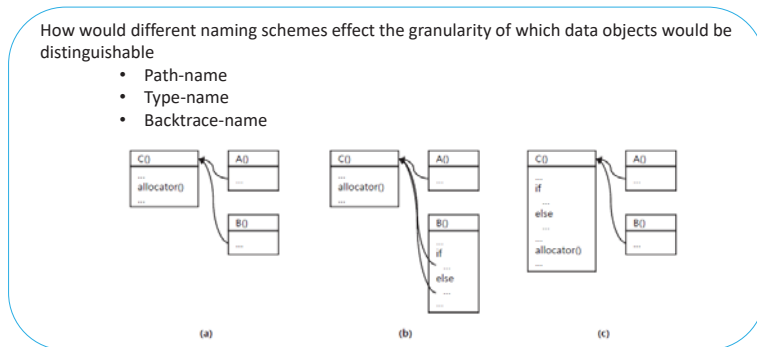 How would different naming schemes effect the granularity of which data objects would be
distinguishable
• Path-name
• Type-name
• Backtrace-name
C()
...
allocator()
...
A()
...
B()
...
(a)
C()
...
allocator()
...
A()
...
B()
...
if
...
else
...
...
(b)
C()
...
if
...
else
...
...
allocator()
...
A()
...
B()
...
(c)